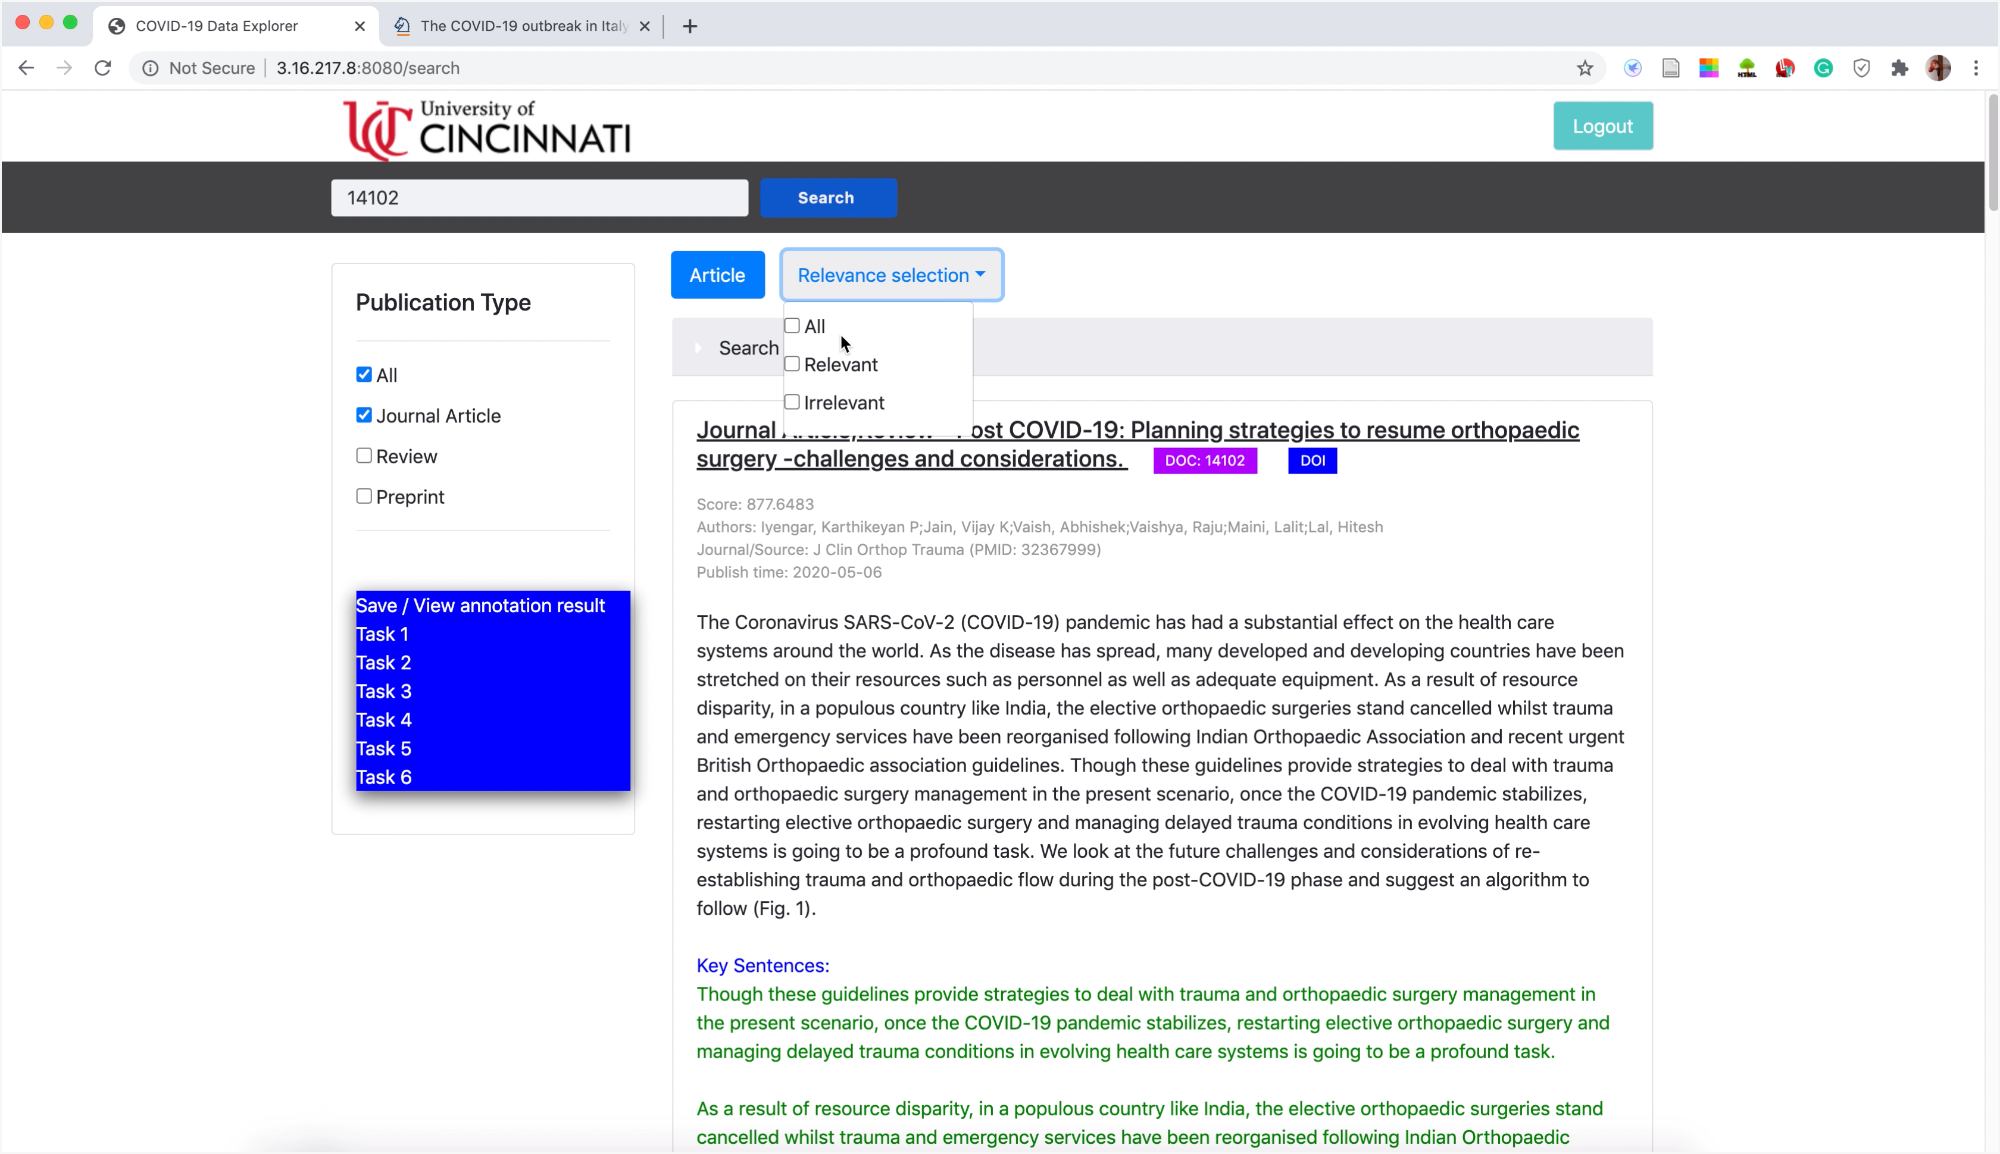 COVID-19 Data Explorer
The COVID-19 outbreak in Italy
Not Secure
3.16.217.8:8080/search
UC University of
CINCINNATI
Logout
14102
Search
Publication Type
All
Journal Article
Review
Preprint
Save / View annotation result
Task 1
Task 2
Task 3
Task 4
Task 5
Task 6
Article
Relevance selection
All
Relevant
Irrelevant
Search
Journal Article;Review - Post COVID-19: Planning strategies to resume orthopaedic
surgery -challenges and considerations.
DOC: 14102
DOI
Score: 877.6483
Authors: Iyengar, Karthikeyan P;Jain, Vijay K;Vaish, Abhishek;Vaishya, Raju;Maini, Lalit;Lal, Hitesh
Journal/Source: J Clin Orthop Trauma (PMID: 32367999)
Publish time: 2020-05-06
The Coronavirus SARS-CoV-2 (COVID-19) pandemic has had a substantial effect on the health care
systems around the world. As the disease has spread, many developed and developing countries have been
stretched on their resources such as personnel as well as adequate equipment. As a result of resource
disparity, in a populous country like India, the elective orthopaedic surgeries stand cancelled whilst trauma
and emergency services have been reorganised following Indian Orthopaedic Association and recent urgent
British Orthopaedic association guidelines. Though these guidelines provide strategies to deal with trauma
and orthopaedic surgery management in the present scenario, once the COVID-19 pandemic stabilizes,
restarting elective orthopaedic surgery and managing delayed trauma conditions in evolving health care
systems is going to be a profound task. We look at the future challenges and considerations of re-
establishing trauma and orthopaedic flow during the post-COVID-19 phase and suggest an algorithm to
follow (Fig. 1).
Key Sentences:
Though these guidelines provide strategies to deal with trauma and orthopaedic surgery management in
the present scenario, once the COVID-19 pandemic stabilizes, restarting elective orthopaedic surgery and
managing delayed trauma conditions in evolving health care systems is going to be a profound task.
As a result of resource disparity, in a populous country like India, the elective orthopaedic surgeries stand
cancelled whilst trauma and emergency services have been reorganised following Indian Orthopaedic